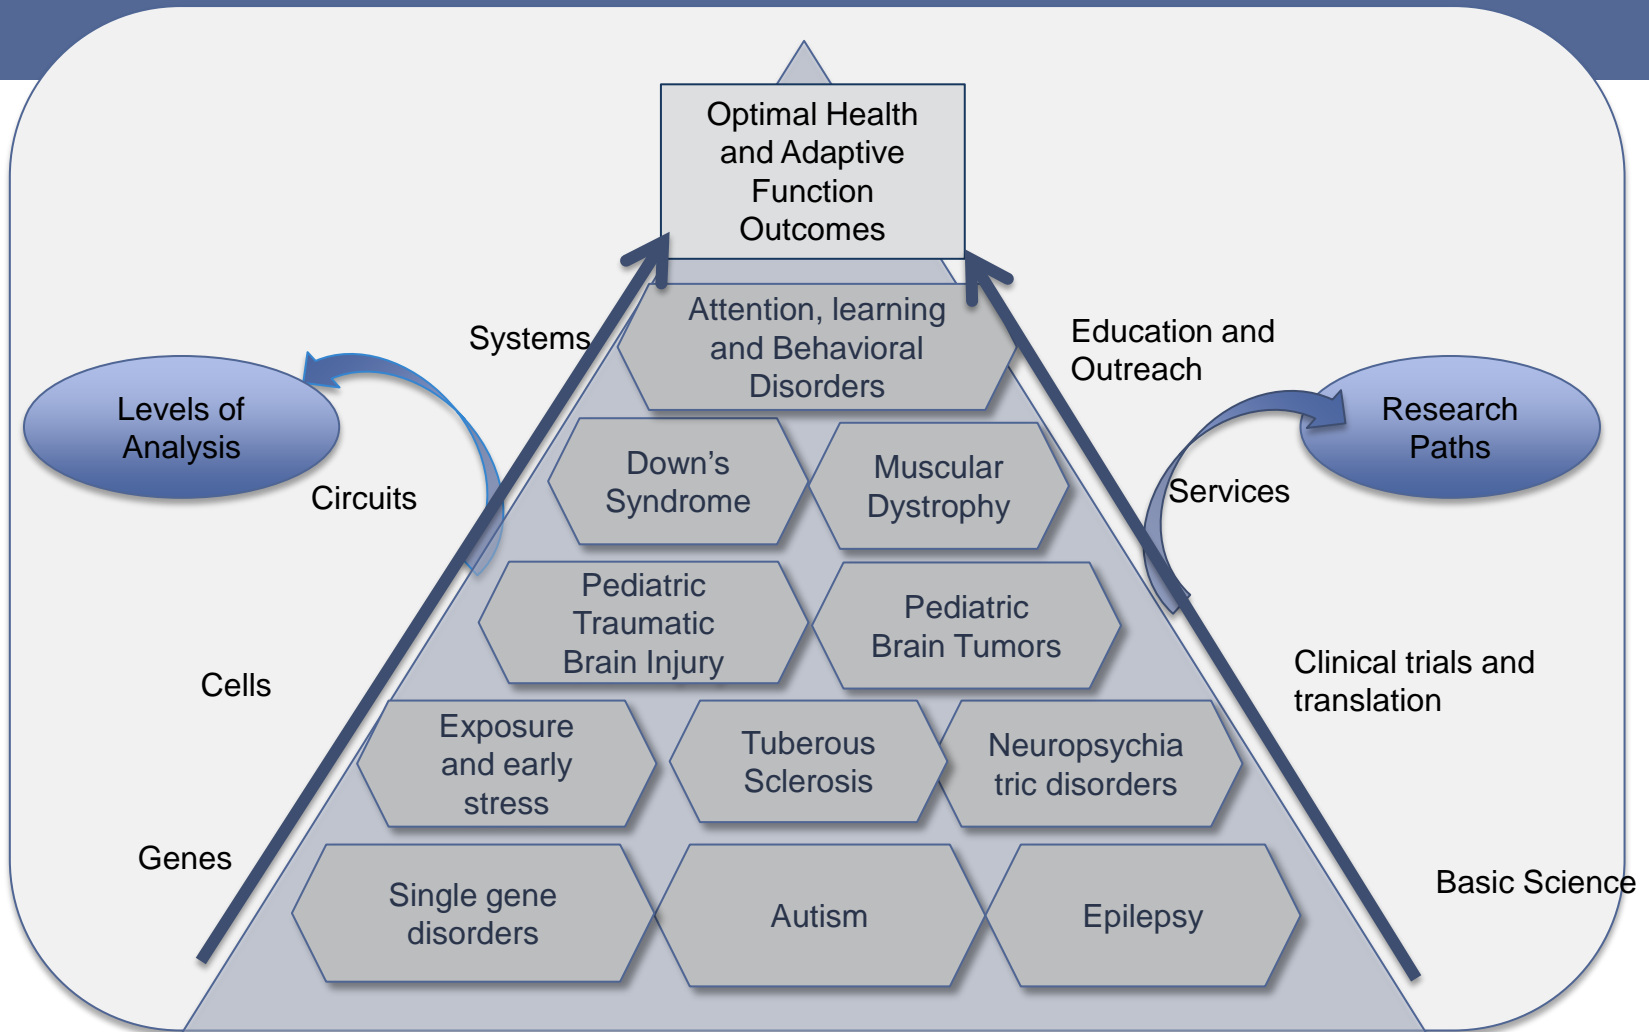 Optimal Health
and Adaptive
Function
Outcomes
Systems
Attention, learning
and Behavioral
Disorders
Education and
Outreach
Levels of
Analysis
Research
Paths
Circuits
Down's
Syndrome
Muscular
Dystrophy
Services
Pediatric
Traumatic
Brain Injury
Pediatric
Brain Tumors
Cells
Clinical trials and
translation
Exposure
and early
stress
Tuberous
Sclerosis
Neuropsychia
tric disorders
Genes
Basic Science
Single gene
disorders
Autism
Epilepsy